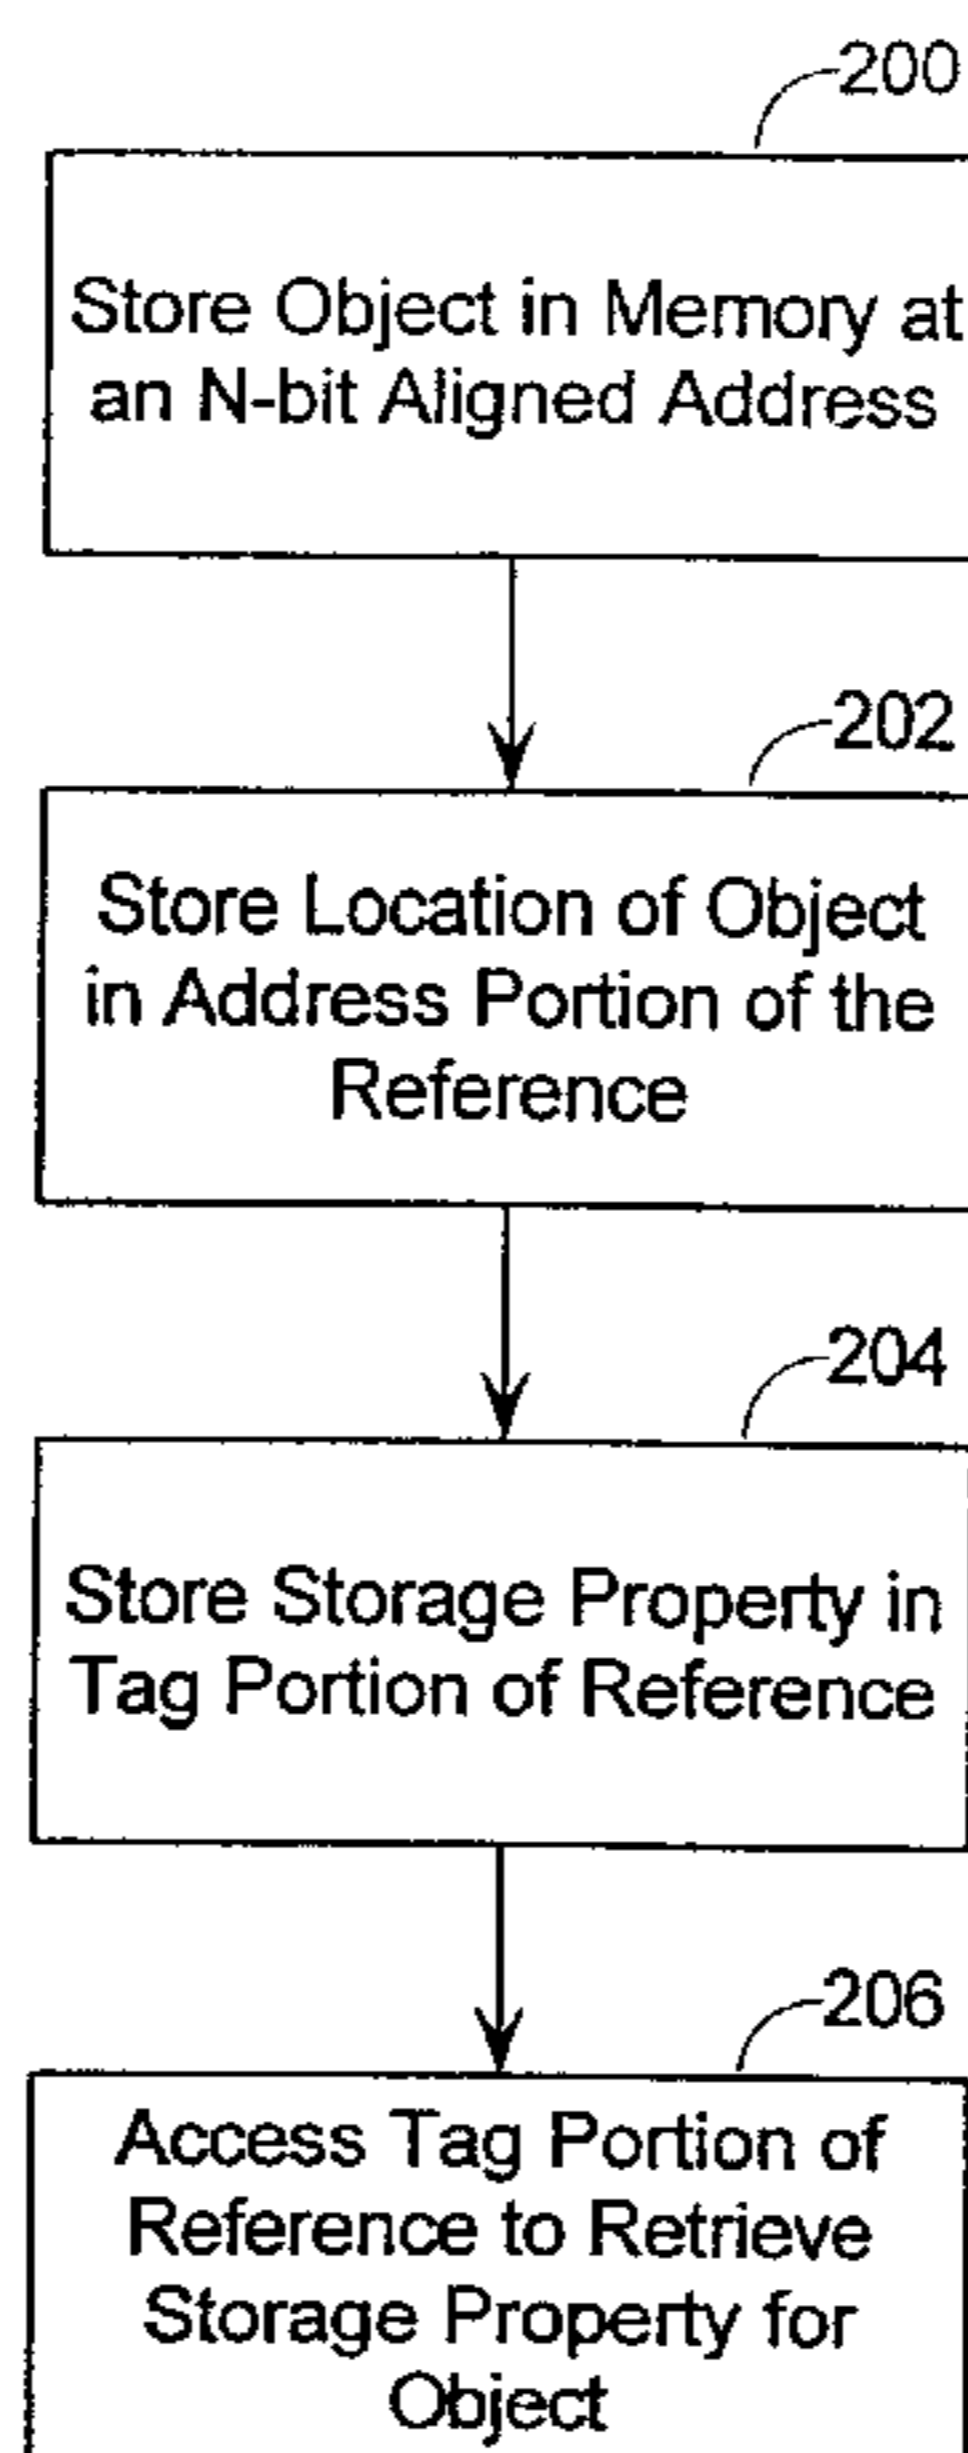 200
Store Object in Memory at
an N-bit Aligned Address
202
Store Location of Object
in Address Portion of the
Reference
204
Store Storage Property in
Tag Portion of Reference
206
Access Tag Portion of
Reference to Retrieve
Storage Property for
Object